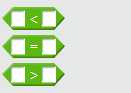 <
=
>